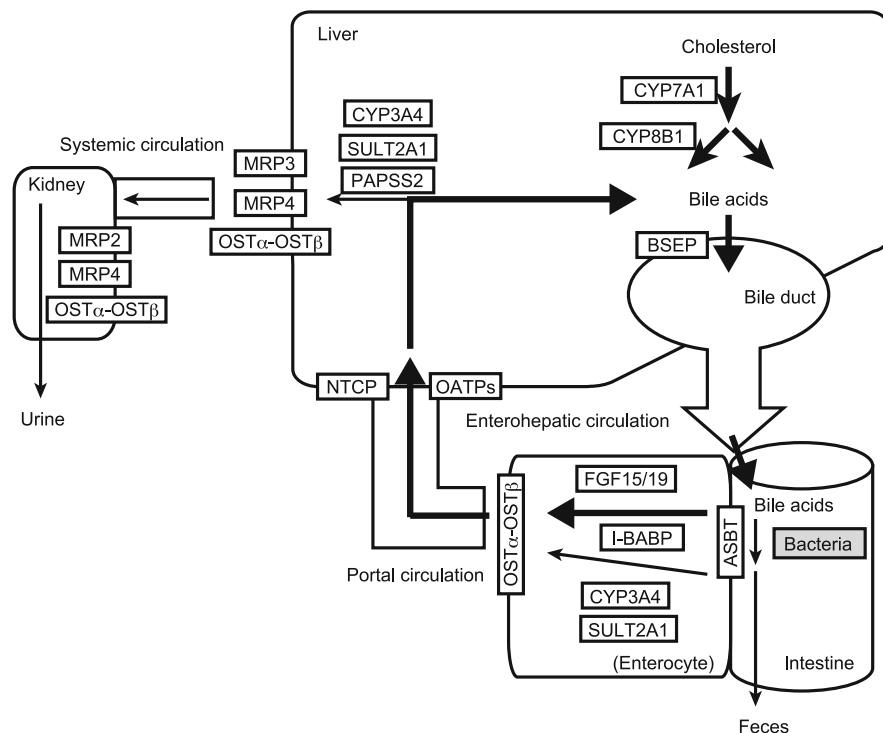 Liver
Cholesterol
CYP7A1
CYP3A4
CYP8B1
Systemic circulation
SULT2A1
MRP3
Kidney
PAPSS2
MRP4
Bile acids
MRP2
OSTα-OSTβ
BSEP
MRP4
OSTα-OSTβ
Bile duct
NTCP
OATPs
Urine
Enterohepatic circulation
FGF15/19
Bile acids
OSTα-OSTβ
I-BABP
ASBT
Bacteria
Portal circulation
CYP3A4
SULT2A1
(Enterocyte)
Intestine
Feces